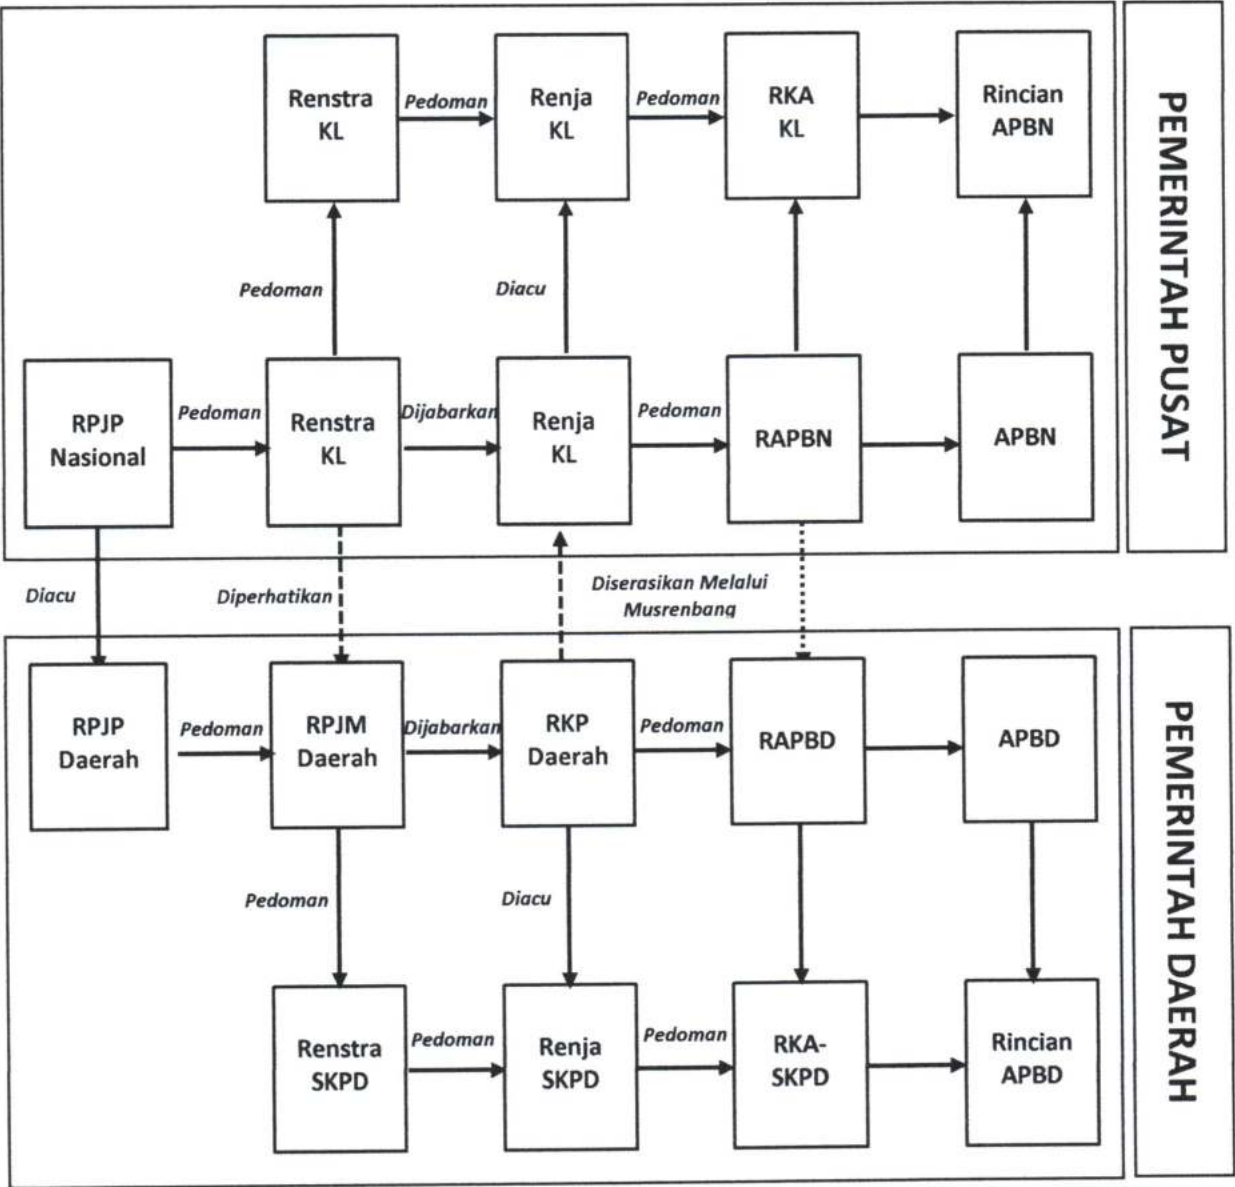 Renstra
KL
Pedoman
Renja
KL
Pedoman
RKA
KL
Rincian
APBN
Pedoman
Diacu
RPJP
Nasional
Pedoman
Renstra
KL
Dijabarkan
Renja
KL
Pedoman
RAPBN
APBN
PEMERINTAH PUSAT
Diacu
Diperhatikan
Diserasikan Melalui
Musrenbang
RPJP
Daerah
Pedoman
RPJM
Daerah
Dijabarkan
RKP
Daerah
Pedoman
RAPBD
APBD
Pedoman
Diacu
Renstra
SKPD
Pedoman
Renja
SKPD
Pedoman
RKA-
SKPD
Rincian
APBD
PEMERINTAH DAERAH